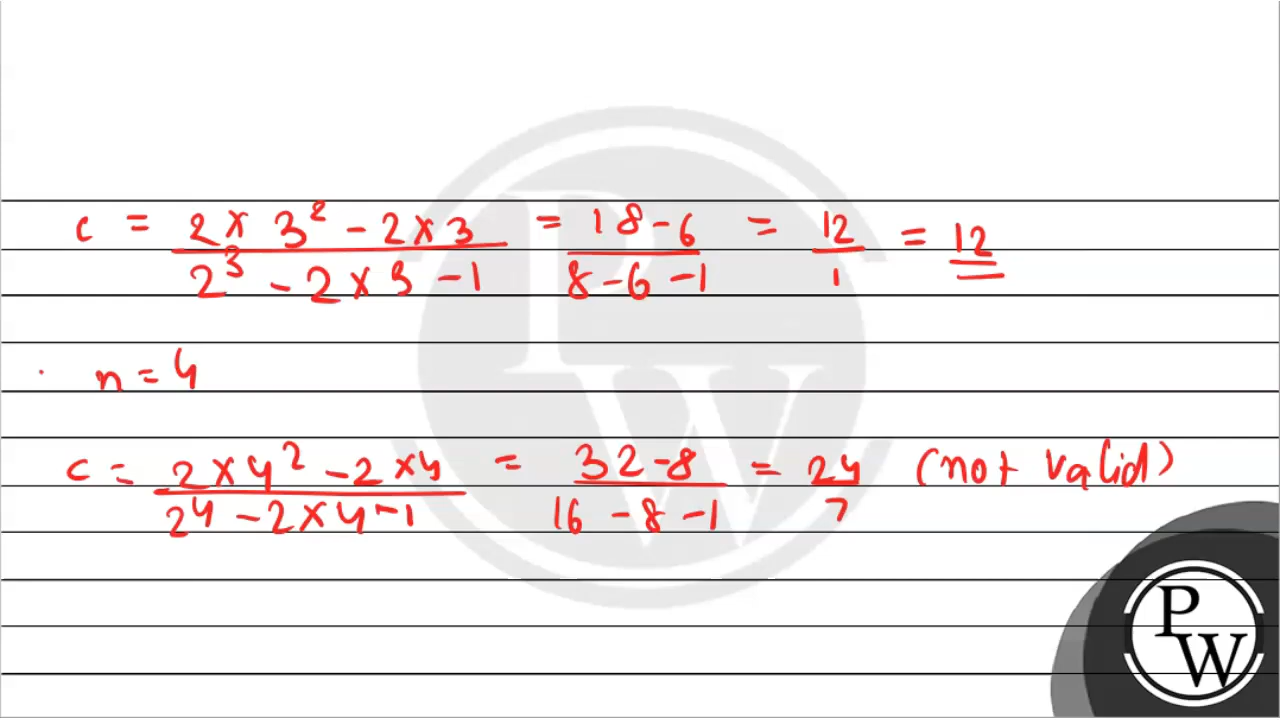 c = 2 × 3² − 2 × 3 / 2³ − 2 × 3 − 1 = 18 − 6 / 8 − 6 − 1 = 12 / 1 = 12
n = 4
c = 2 × 4² − 2 × 4 / 2⁴ − 2 × 4 − 1 = 32 − 8 / 16 − 8 − 1 = 24 / 7 (not valid)
PW
PW